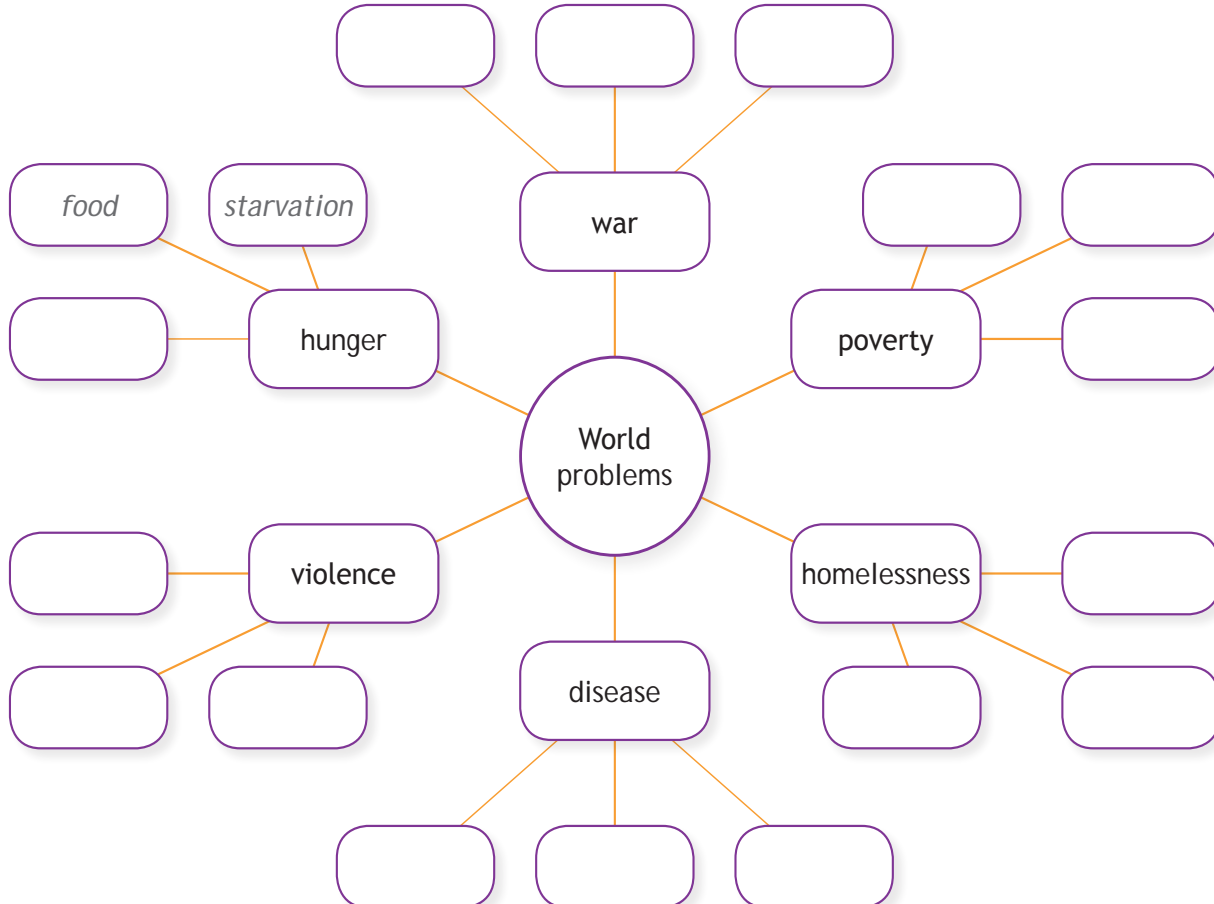 food
starvation
war
hunger
poverty
World
problems
violence
homelessness
disease